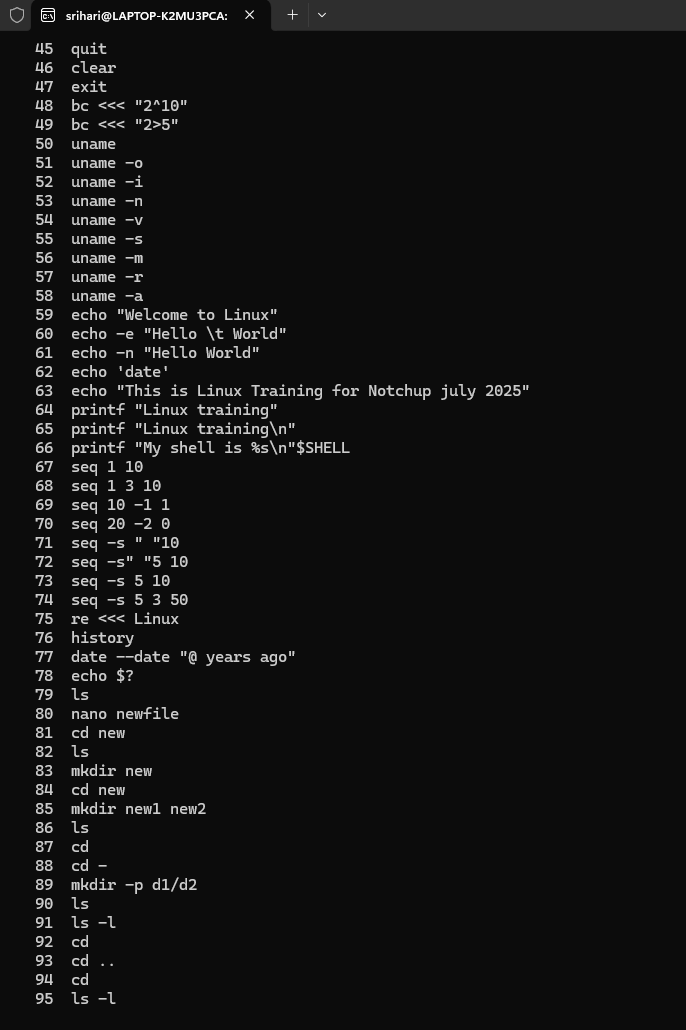 srihari@LAPTOP-K2MU3PCA:
45 quit
46 clear
47 exit
48 bc <<< "2^10"
49 bc <<< "2>5"
50 uname
51 uname -o
52 uname -i
53 uname -n
54 uname -v
55 uname -s
56 uname -m
57 uname -r
58 uname -a
59 echo "Welcome to Linux"
60 echo -e "Hello \t World"
61 echo -n "Hello World"
62 echo 'date'
63 echo "This is Linux Training for Notchup july 2025"
64 printf "Linux training"
65 printf "Linux training\n"
66 printf "My shell is %s\n"$SHELL
67 seq 1 10
68 seq 1 3 10
69 seq 10 -1 1
70 seq 20 -2 0
71 seq -s " "10
72 seq -s" "5 10
73 seq -s 5 10
74 seq -s 5 3 50
75 re <<< Linux
76 history
77 date --date "@ years ago"
78 echo $?
79 ls
80 nano newfile
81 cd new
82 ls
83 mkdir new
84 cd new
85 mkdir new1 new2
86 ls
87 cd
88 cd -
89 mkdir -p d1/d2
90 ls
91 ls -l
92 cd
93 cd ..
94 cd
95 ls -l